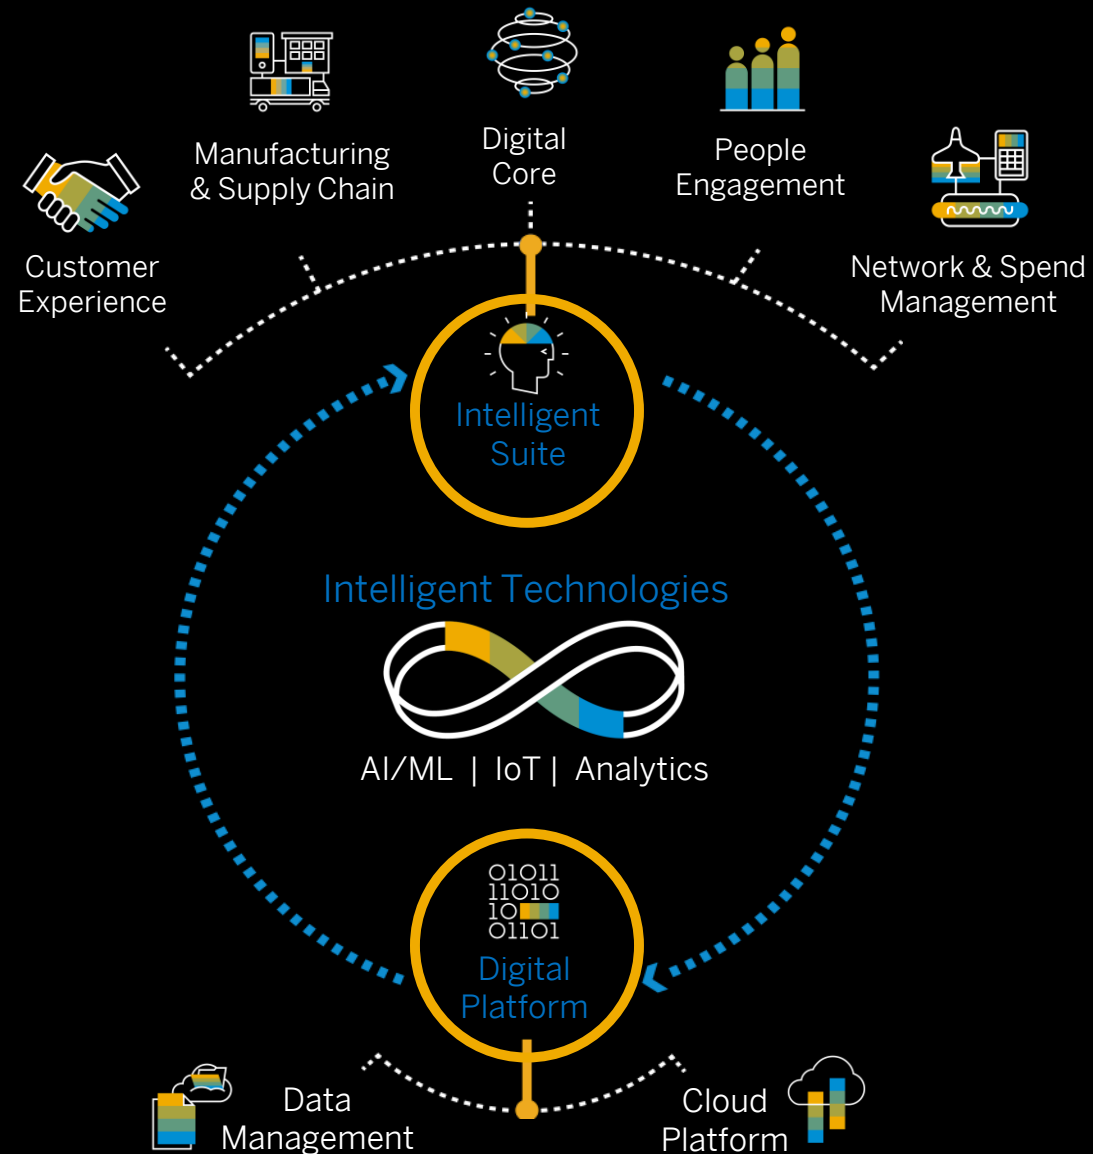 Digital
Core
Manufacturing
& Supply Chain
People
Engagement
Customer
Experience
Network & Spend
Management
Intelligent
Suite
Intelligent Technologies
AI/ML | IoT | Analytics
01011
11010
10
01101
Digital
Platform
Data
Management
Cloud
Platform